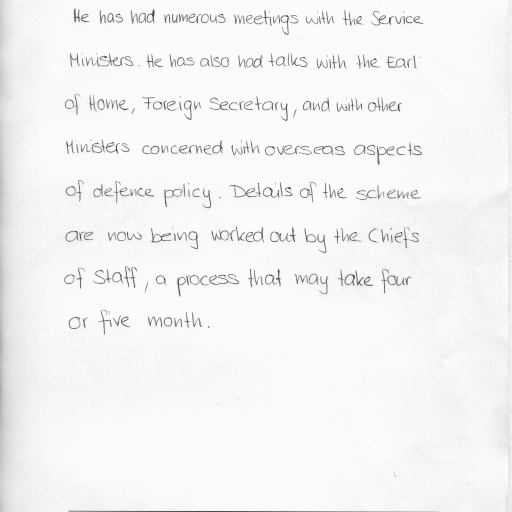 He has had numerous meetings with the Service
Ministers. He has also had talks with the Earl
of Home, Foreign Secretary, and with other
Ministers concerned with overseas aspects
of defence policy. Details of the scheme
are now being worked out by the Chiefs
of Staff, a process that may take four
or five month.